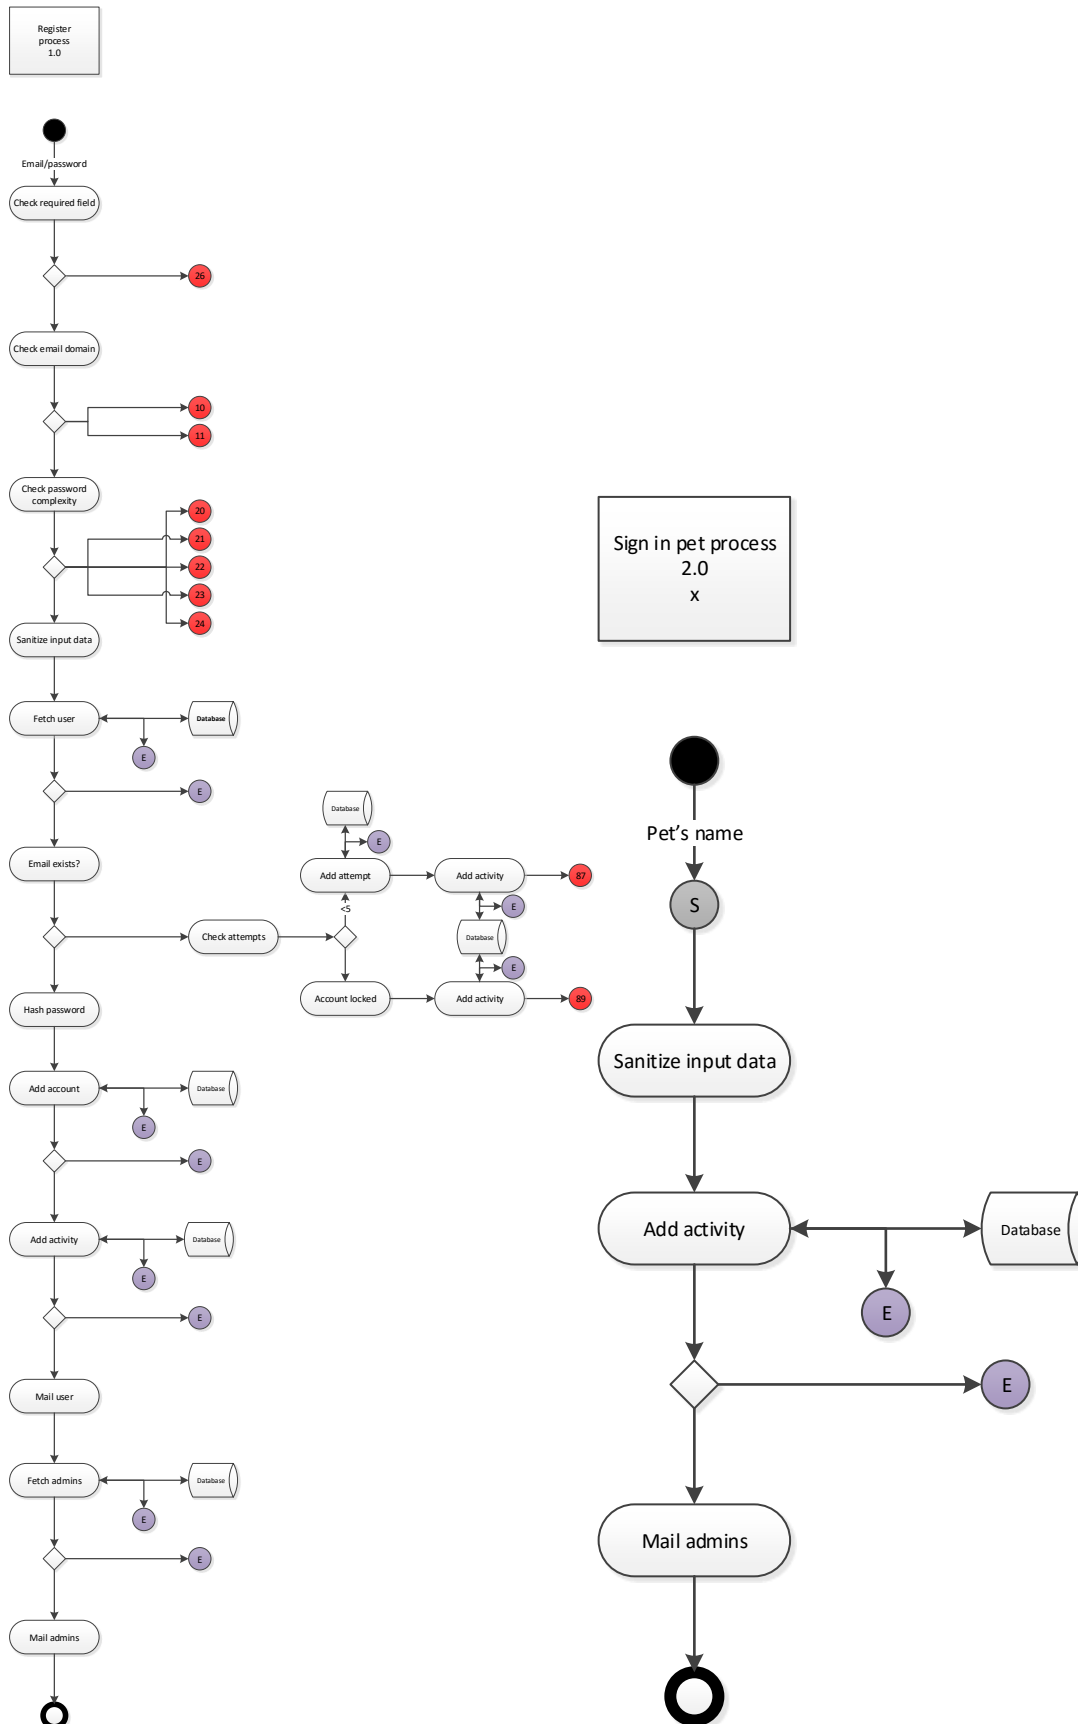 Register
process
1.0
Email/password
Check required field
26
Check email domain
10
11
Check password
complexity
20
21
22
23
24
Sanitize input data
Fetch user
Database
E
E
Email exists?
Check attempts
<5
Add attempt
Database
E
Add activity
87
E
Database
E
Account locked
Add activity
89
Hash password
Add account
Database
E
E
Add activity
Database
E
E
Mail user
Fetch admins
Database
E
E
Mail admins
Sign in pet process
2.0
x
Pet's name
S
Sanitize input data
Add activity
Database
E
E
Mail admins